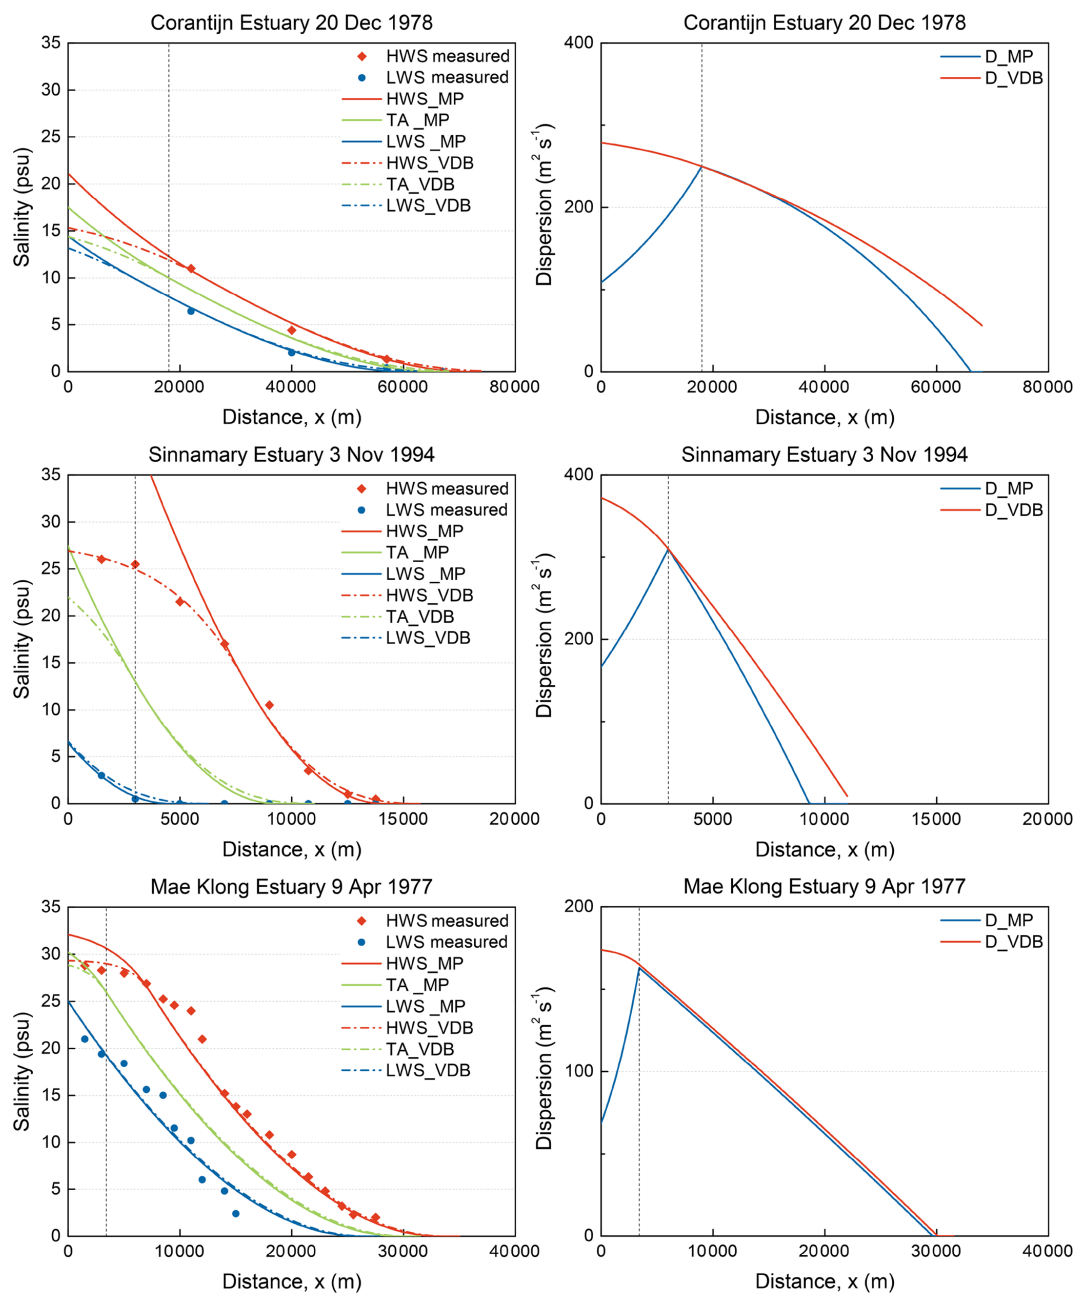 Corantijn Estuary 20 Dec 1978
35
30
25
20
15
10
5
0
Salinity (psu)
HWS measured
LWS measured
HWS_MP
TA _MP
LWS _MP
HWS_VDB
TA_VDB
LWS_VDB
0 20000 40000 60000 80000
Distance, x (m)
Corantijn Estuary 20 Dec 1978
400
200
0
Dispersion (m² s⁻¹)
D_MP
D_VDB
0 20000 40000 60000 80000
Distance, x (m)
Sinnamary Estuary 3 Nov 1994
35
30
25
20
15
10
5
0
Salinity (psu)
HWS measured
LWS measured
HWS_MP
TA _MP
LWS _MP
HWS_VDB
TA_VDB
LWS_VDB
0 5000 10000 15000 20000
Distance, x (m)
Sinnamary Estuary 3 Nov 1994
400
200
0
Dispersion (m² s⁻¹)
D_MP
D_VDB
0 5000 10000 15000 20000
Distance, x (m)
Mae Klong Estuary 9 Apr 1977
35
30
25
20
15
10
5
0
Salinity (psu)
HWS measured
LWS measured
HWS_MP
TA _MP
LWS _MP
HWS_VDB
TA_VDB
LWS_VDB
0 10000 20000 30000 40000
Distance, x (m)
Mae Klong Estuary 9 Apr 1977
200
100
0
Dispersion (m² s⁻¹)
D_MP
D_VDB
0 10000 20000 30000 40000
Distance, x (m)